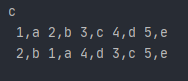 c
1,a 2,b 3,c 4,d 5,e
2,b 1,a 4,d 3,c 5,e